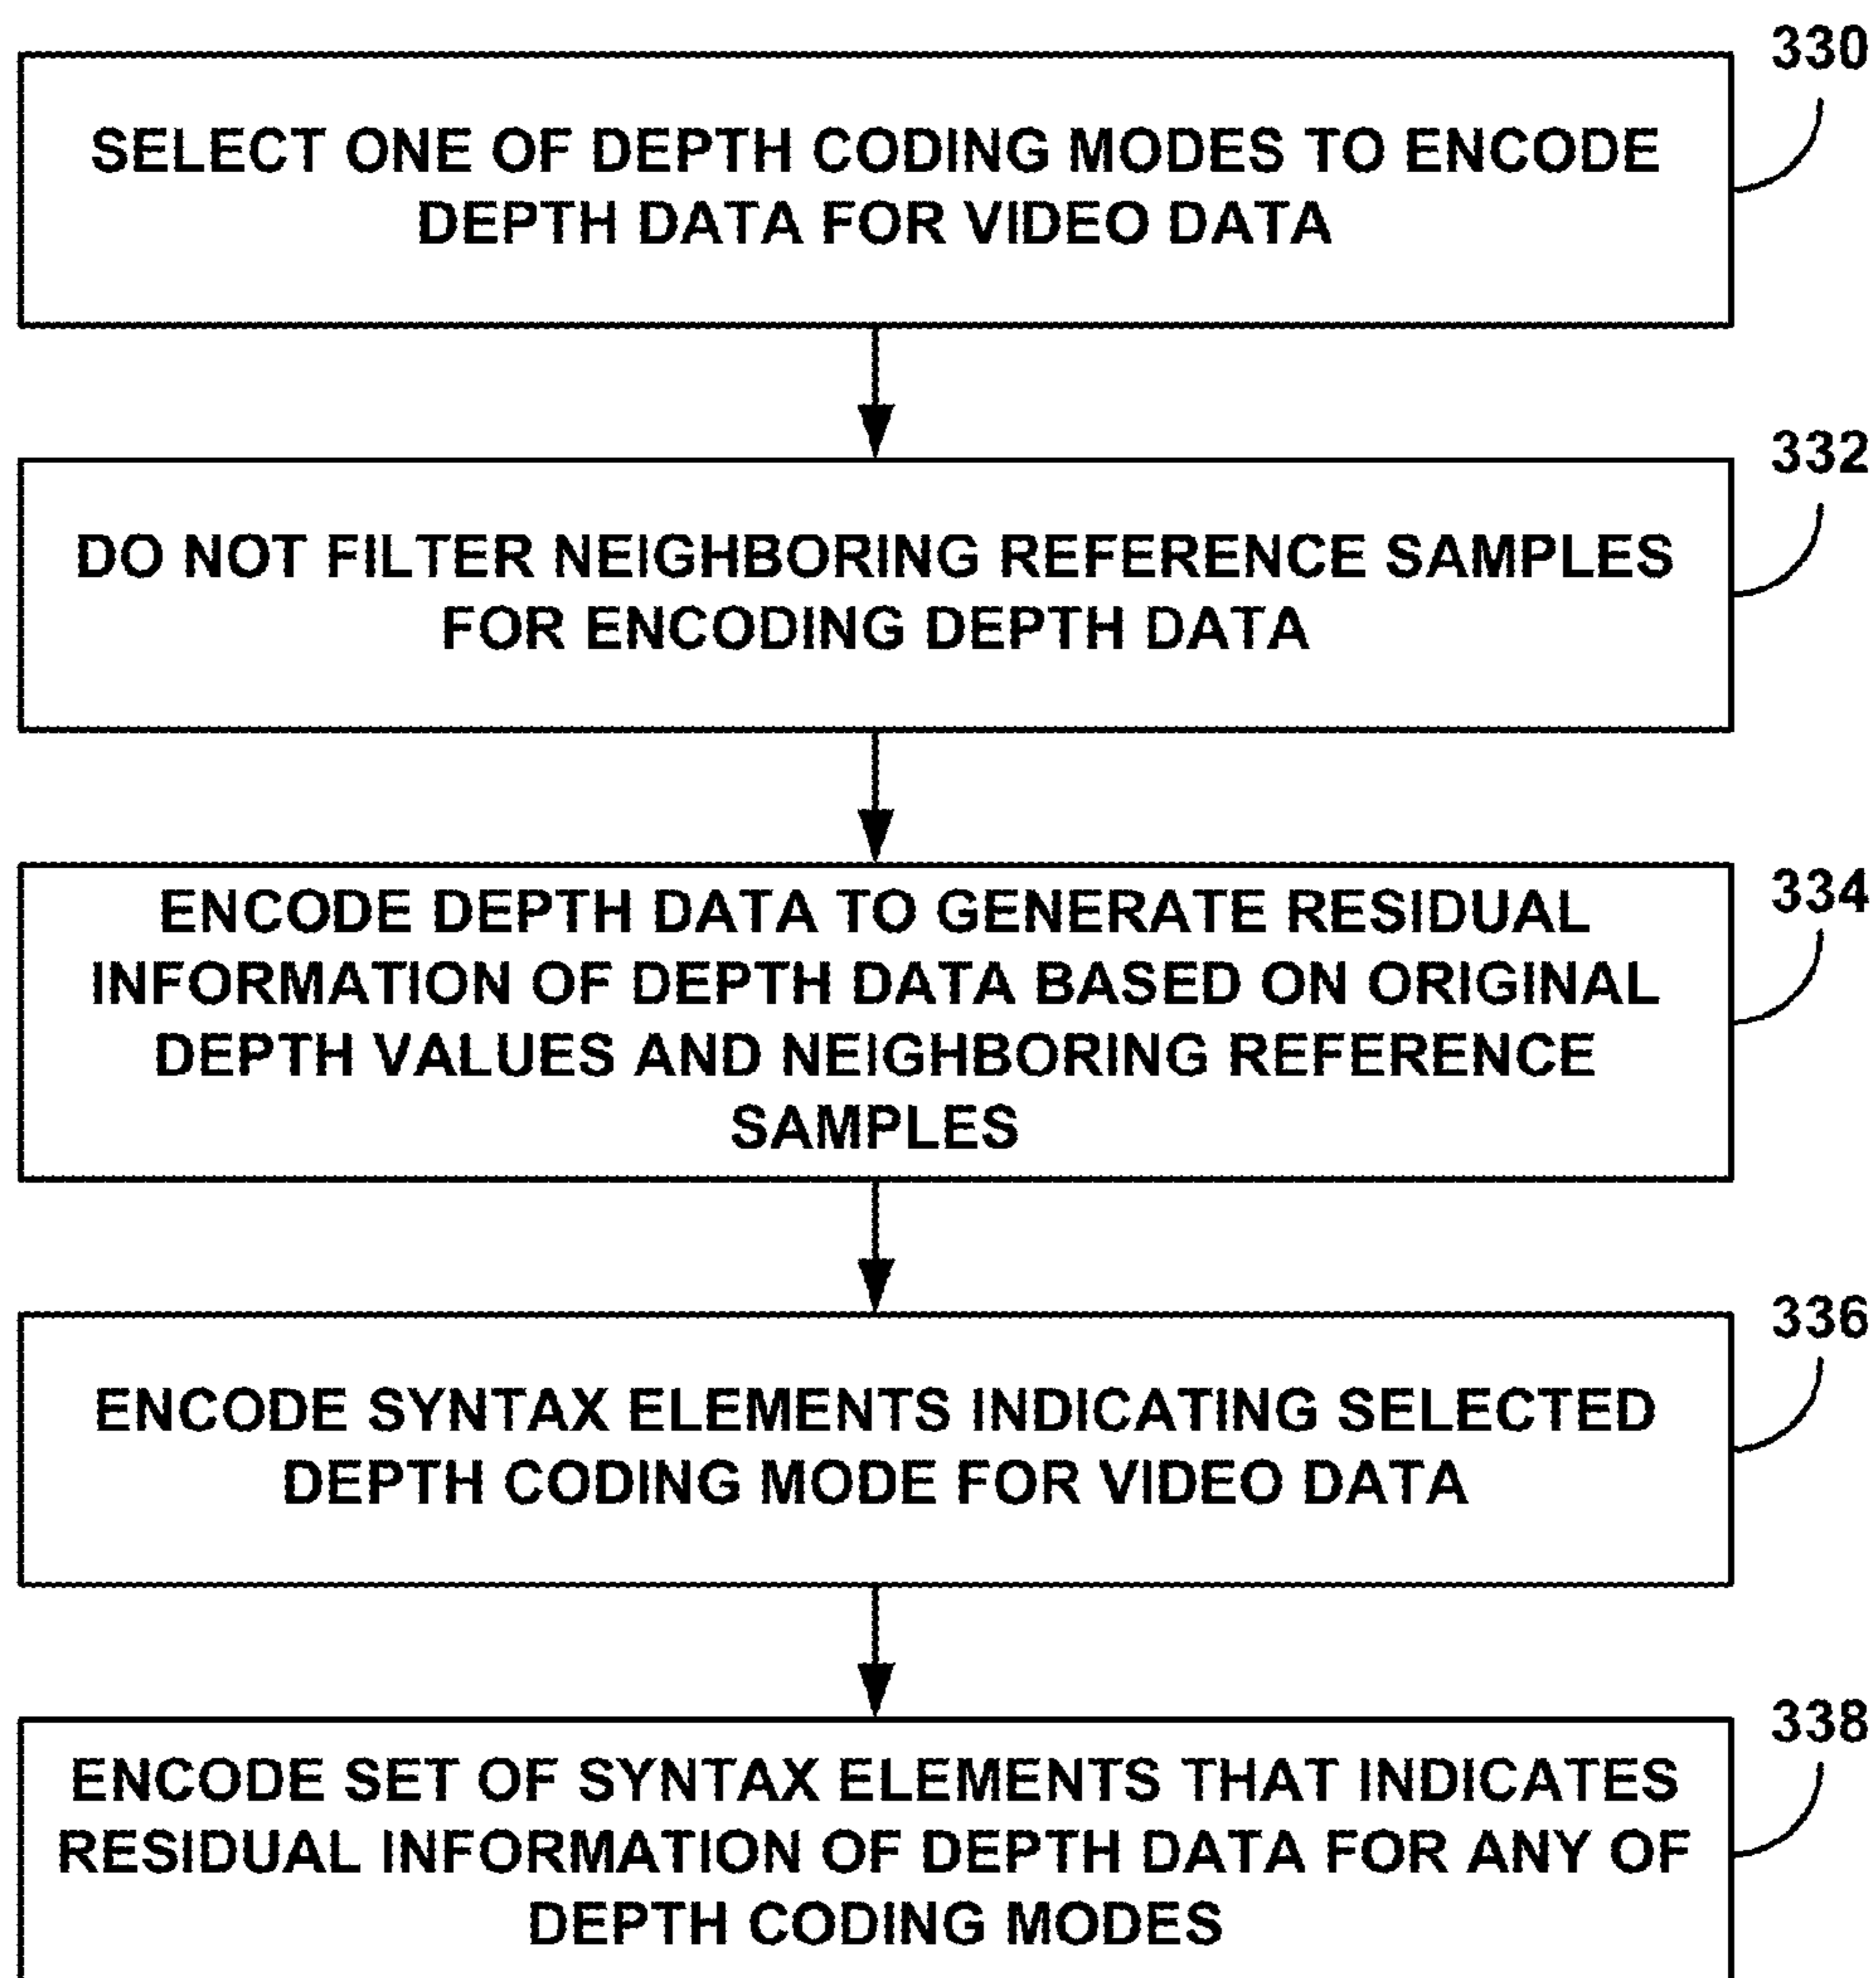 330
SELECT ONE OF DEPTH CODING MODES TO ENCODE
DEPTH DATA FOR VIDEO DATA
332
DO NOT FILTER NEIGHBORING REFERENCE SAMPLES
FOR ENCODING DEPTH DATA
334
ENCODE DEPTH DATA TO GENERATE RESIDUAL
INFORMATION OF DEPTH DATA BASED ON ORIGINAL
DEPTH VALUES AND NEIGHBORING REFERENCE
SAMPLES
336
ENCODE SYNTAX ELEMENTS INDICATING SELECTED
DEPTH CODING MODE FOR VIDEO DATA
338
ENCODE SET OF SYNTAX ELEMENTS THAT INDICATES
RESIDUAL INFORMATION OF DEPTH DATA FOR ANY OF
DEPTH CODING MODES